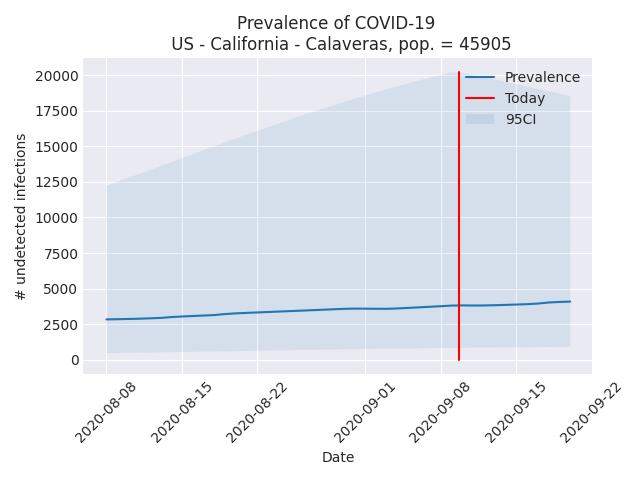 Prevalence of COVID-19
US - California - Calaveras, pop. = 45905
# undetected infections
20000
17500
15000
12500
10000
7500
5000
2500
0
Prevalence
Today
95CI
2020-08-08
2020-08-15
2020-08-22
2020-09-01
2020-09-08
2020-09-15
2020-09-22
Date